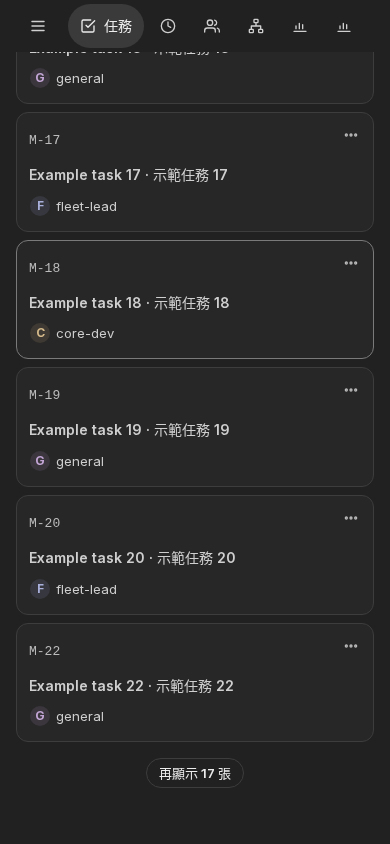 任務
G general
M-17
Example task 17 · 示範任務 17
F fleet-lead
M-18
Example task 18 · 示範任務 18
C core-dev
M-19
Example task 19 · 示範任務 19
G general
M-20
Example task 20 · 示範任務 20
F fleet-lead
M-22
Example task 22 · 示範任務 22
G general
再顯示 17 張